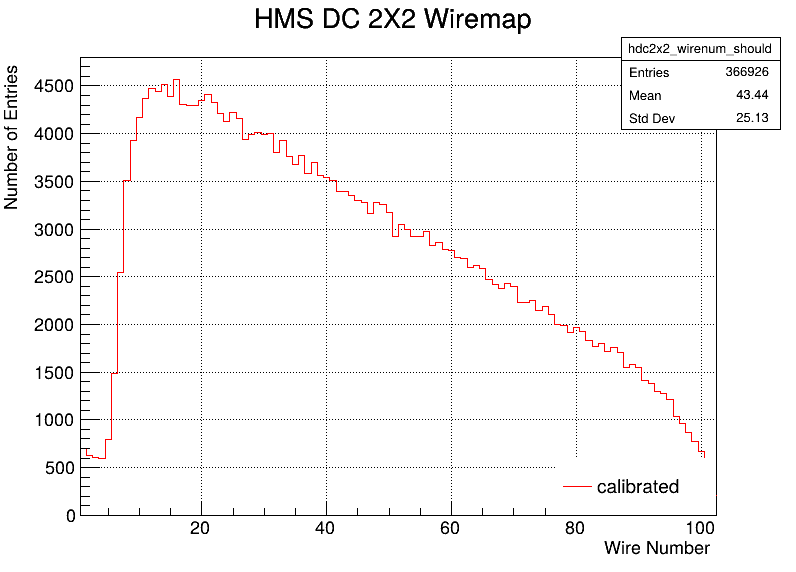 HMS DC 2X2 Wiremap
hdc2x2_wirenum_should
Entries 366926
Mean 43.44
Std Dev 25.13
Number of Entries
4500
4000
3500
3000
2500
2000
1500
1000
500
0
calibrated
20 40 60 80 100
Wire Number